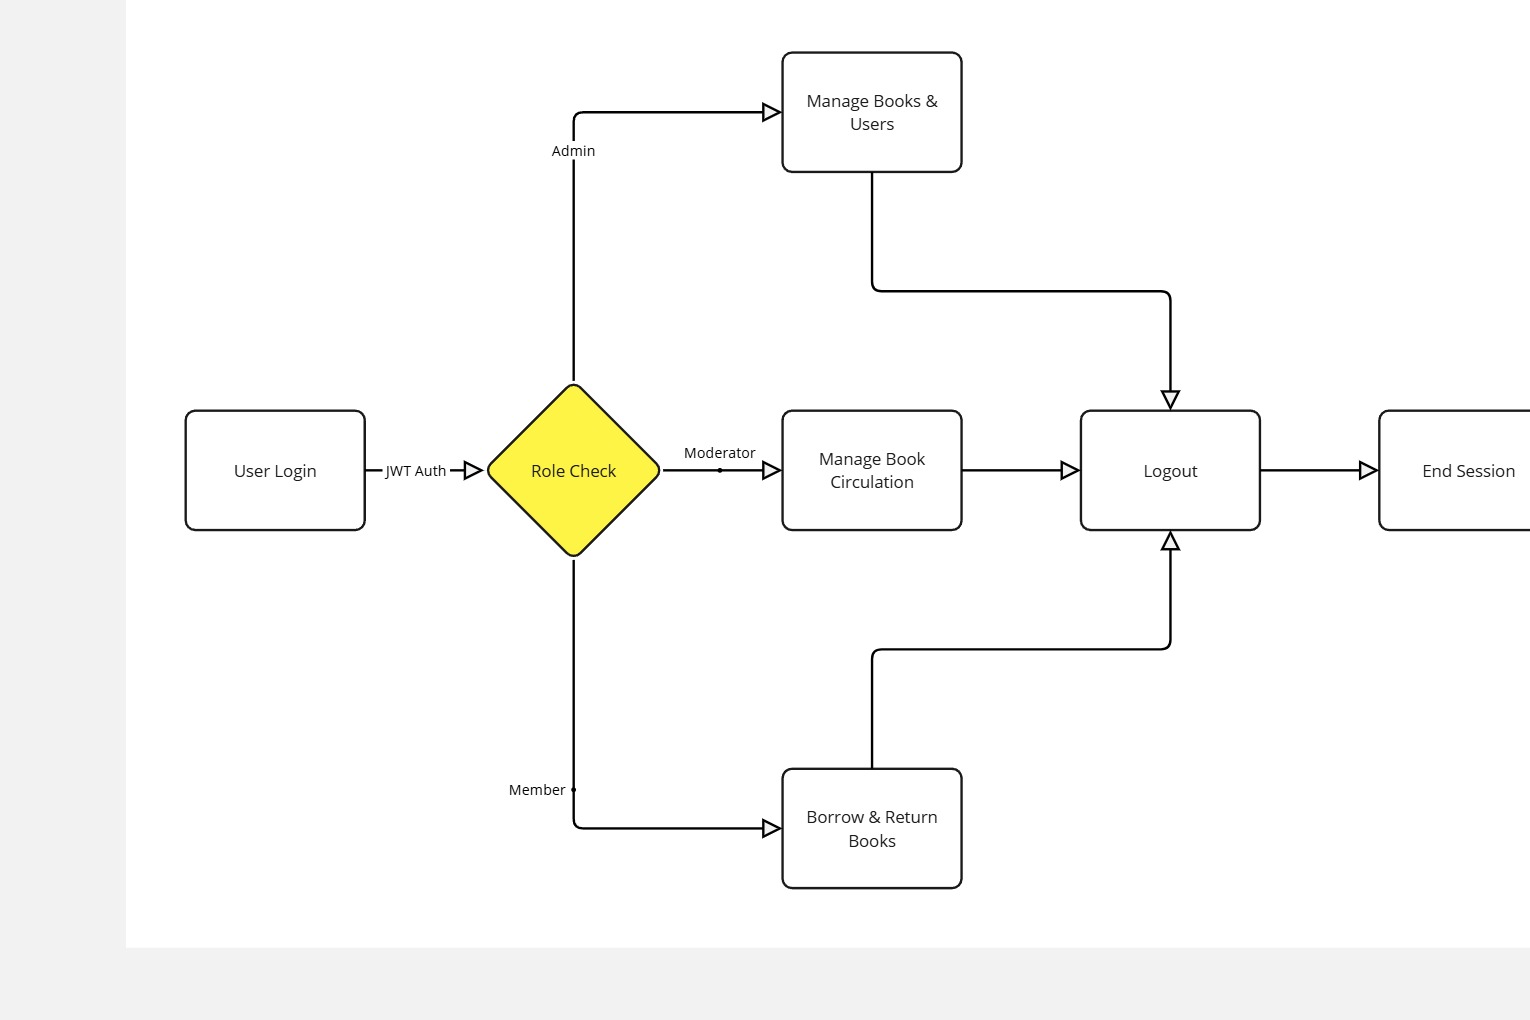 Manage Books &
Users
Admin
User Login
JWT Auth
Role Check
Moderator
Manage Book
Circulation
Logout
End Session
Member
Borrow & Return
Books